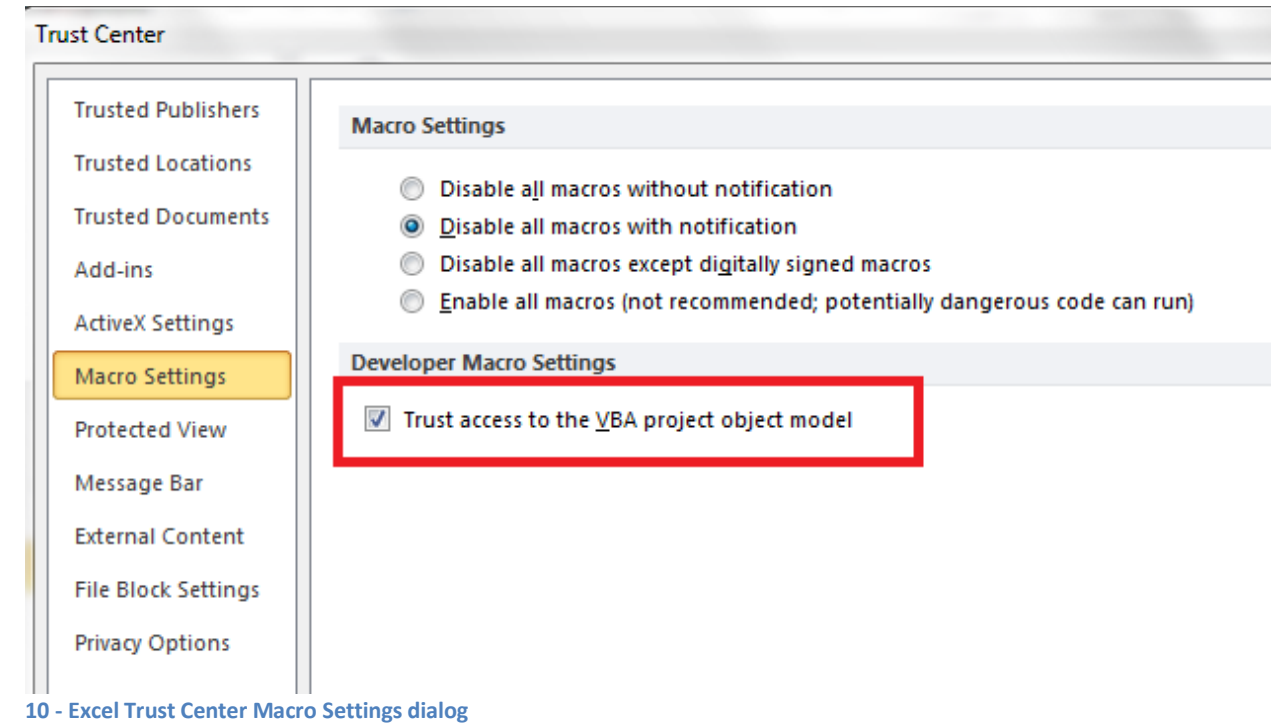 Trust Center
Trusted Publishers
Trusted Locations
Trusted Documents
Add-ins
ActiveX Settings
Macro Settings
Protected View
Message Bar
External Content
File Block Settings
Privacy Options
Macro Settings
Disable all macros without notification
Disable all macros with notification
Disable all macros except digitally signed macros
Enable all macros (not recommended; potentially dangerous code can run)
Developer Macro Settings
Trust access to the VBA project object model
10 - Excel Trust Center Macro Settings dialog